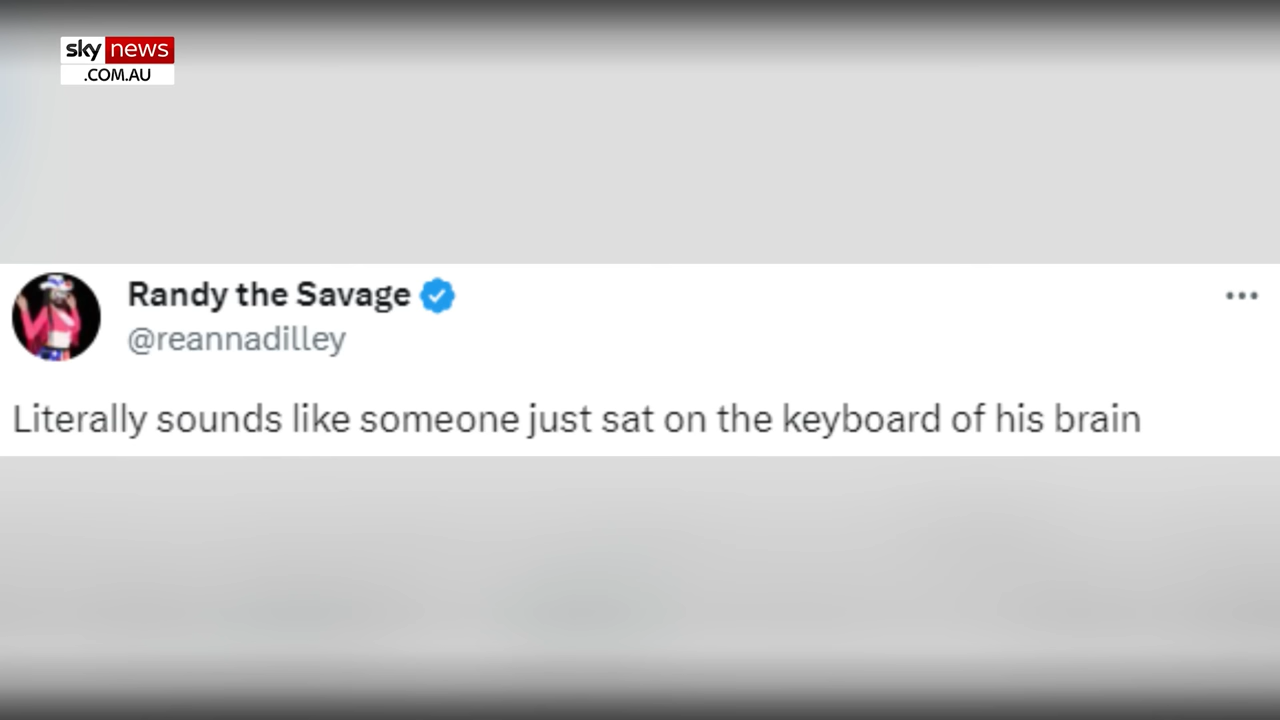 sky news
.COM.AU
Randy the Savage
@reannadilley
Literally sounds like someone just sat on the keyboard of his brain